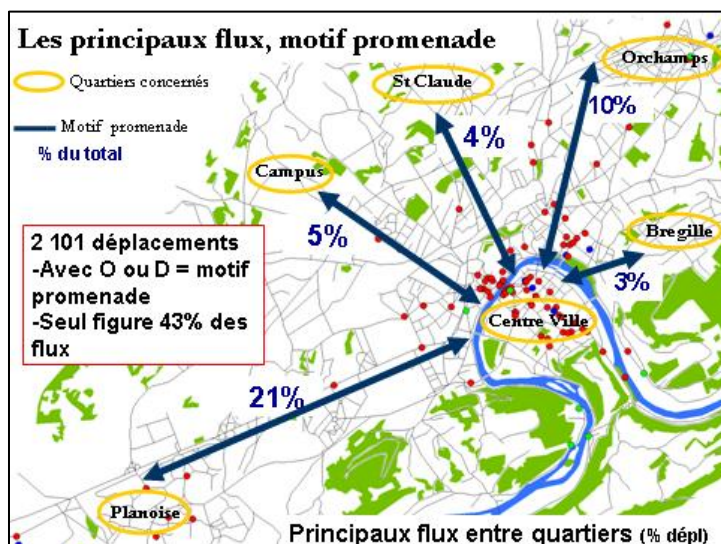 Les principaux flux, motif promenade
Quartiers concernés
Motif promenade
% du total
Orchamps
St Claude
10%
4%
Campus
5%
Bregille
3%
2 101 déplacements
-Avec O ou D = motif
promenade
-Seul figure 43% des
flux
Centre Ville
21%
Planoise
Principaux flux entre quartiers (% dépl)